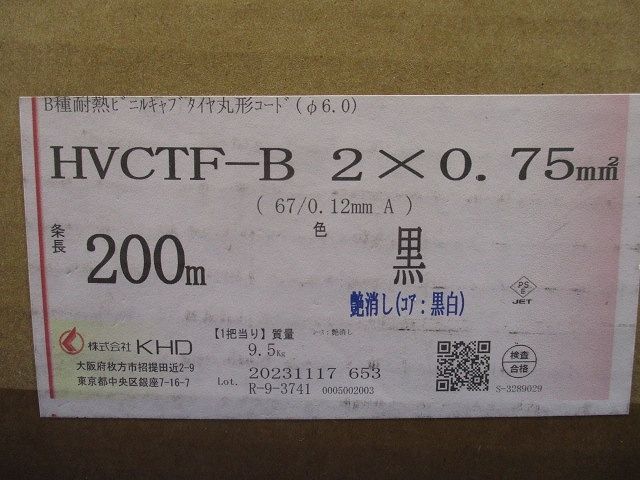 B種耐熱ﾋﾞﾆﾙｷｬﾌﾞﾀｲﾔ丸形ｺｰﾄﾞ(φ6.0)
HVCTF－B 2×0.75mm²
(67/0.12mm A)
条長 200m
色 黒
艶消し(ｺｱ：黒白)
PS E
JET
株式会社 KHD
大阪府枚方市招提田近2-9
東京都中央区銀座7-16-7
【1把当り】質量
9.5Kg
Lot. 20231117 653
R-9-3741 0005002003
検査合格
S-3289029